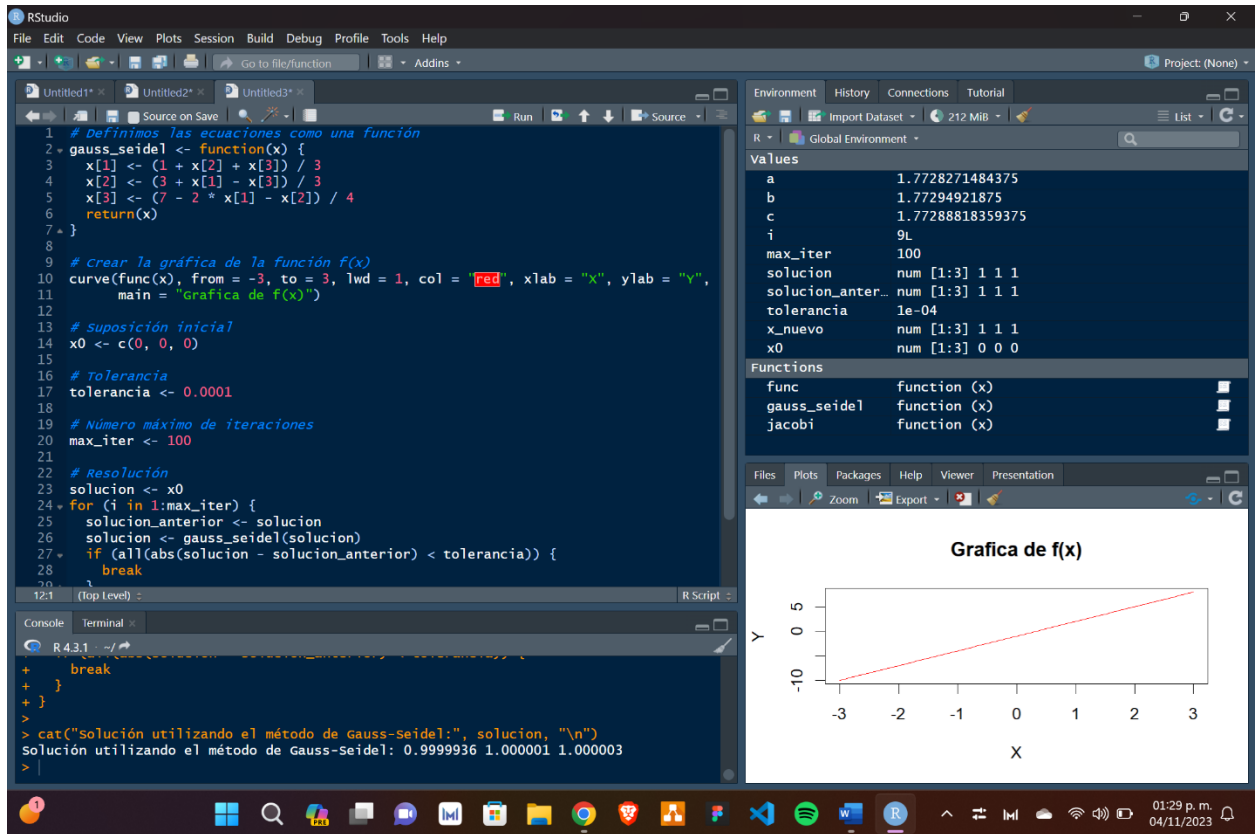 RStudio
File Edit Code View Plots Session Build Debug Profile Tools Help
Go to file/function Addins Project: (None)
Untitled1* Untitled2* Untitled3*
Source on Save Run Source
1 # Definimos las ecuaciones como una función
2 gauss_seidel <- function(x) {
3 x[1] <- (1 + x[2] + x[3]) / 3
4 x[2] <- (3 + x[1] - x[3]) / 3
5 x[3] <- (7 - 2 * x[1] - x[2]) / 4
6 return(x)
7 }
8
9 # Crear la gráfica de la función f(x)
10 curve(func(x), from = -3, to = 3, lwd = 1, col = "red", xlab = "X", ylab = "Y",
11 main = "Grafica de f(x)")
12
13 # Suposición inicial
14 x0 <- c(0, 0, 0)
15
16 # Tolerancia
17 tolerancia <- 0.0001
18
19 # Número máximo de iteraciones
20 max_iter <- 100
21
22 # Resolución
23 solucion <- x0
24 for (i in 1:max_iter) {
25 solucion_anterior <- solucion
26 solucion <- gauss_seidel(solucion)
27 if (all(abs(solucion - solucion_anterior) < tolerancia)) {
28 break
29 }
12:1 (Top Level) R Script
Console Terminal
R 4.3.1 · ~/
+ break
+ }
+ }
>
> cat("Solución utilizando el método de Gauss-Seidel:", solucion, "\n")
Solución utilizando el método de Gauss-Seidel: 0.9999936 1.000001 1.000003
>
Environment History Connections Tutorial
Import Dataset 212 MiB List
R Global Environment
Values
a 1.7728271484375
b 1.77294921875
c 1.77288818359375
i 9L
max_iter 100
solucion num [1:3] 1 1 1
solucion_anter… num [1:3] 1 1 1
tolerancia 1e-04
x_nuevo num [1:3] 1 1 1
x0 num [1:3] 0 0 0
Functions
func function (x)
gauss_seidel function (x)
jacobi function (x)
Files Plots Packages Help Viewer Presentation
Zoom Export
Grafica de f(x)
Y
5
0
-10
-3 -2 -1 0 1 2 3
X
1
PRE
01:29 p. m.
04/11/2023